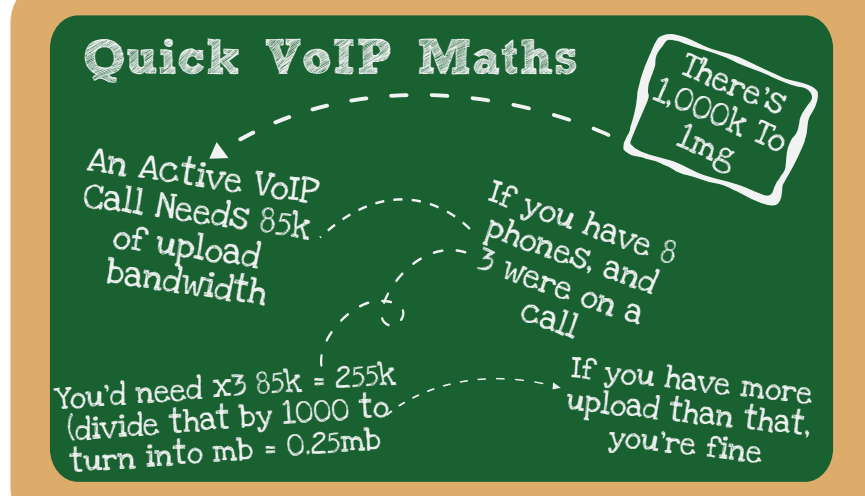 Quick VoIP Maths
There's
1,000k To
1mg
An Active VoIP
Call Needs 85k
of upload
bandwidth
If you have 8
phones, and
3 were on a
call
You'd need x3 85k = 255k
(divide that by 1000 to
turn into mb = 0.25mb
If you have more
upload than that,
you're fine